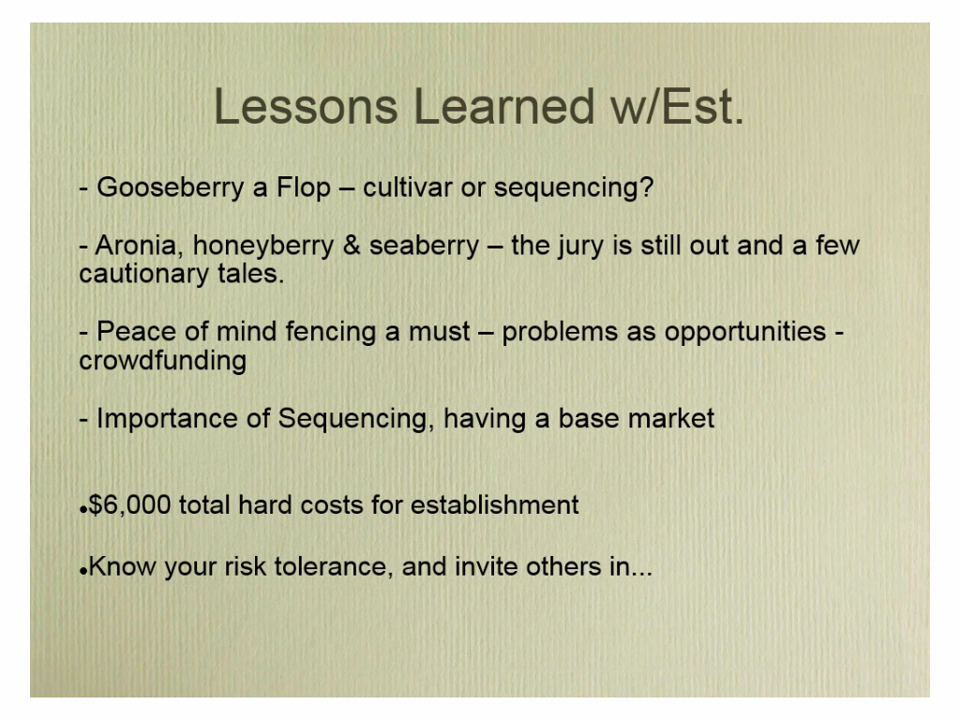 Lessons Learned w/Est.
- Gooseberry a Flop – cultivar or sequencing?
- Aronia, honeyberry & seaberry – the jury is still out and a few
cautionary tales.
- Peace of mind fencing a must – problems as opportunities -
crowdfunding
- Importance of Sequencing, having a base market
●$6,000 total hard costs for establishment
●Know your risk tolerance, and invite others in...